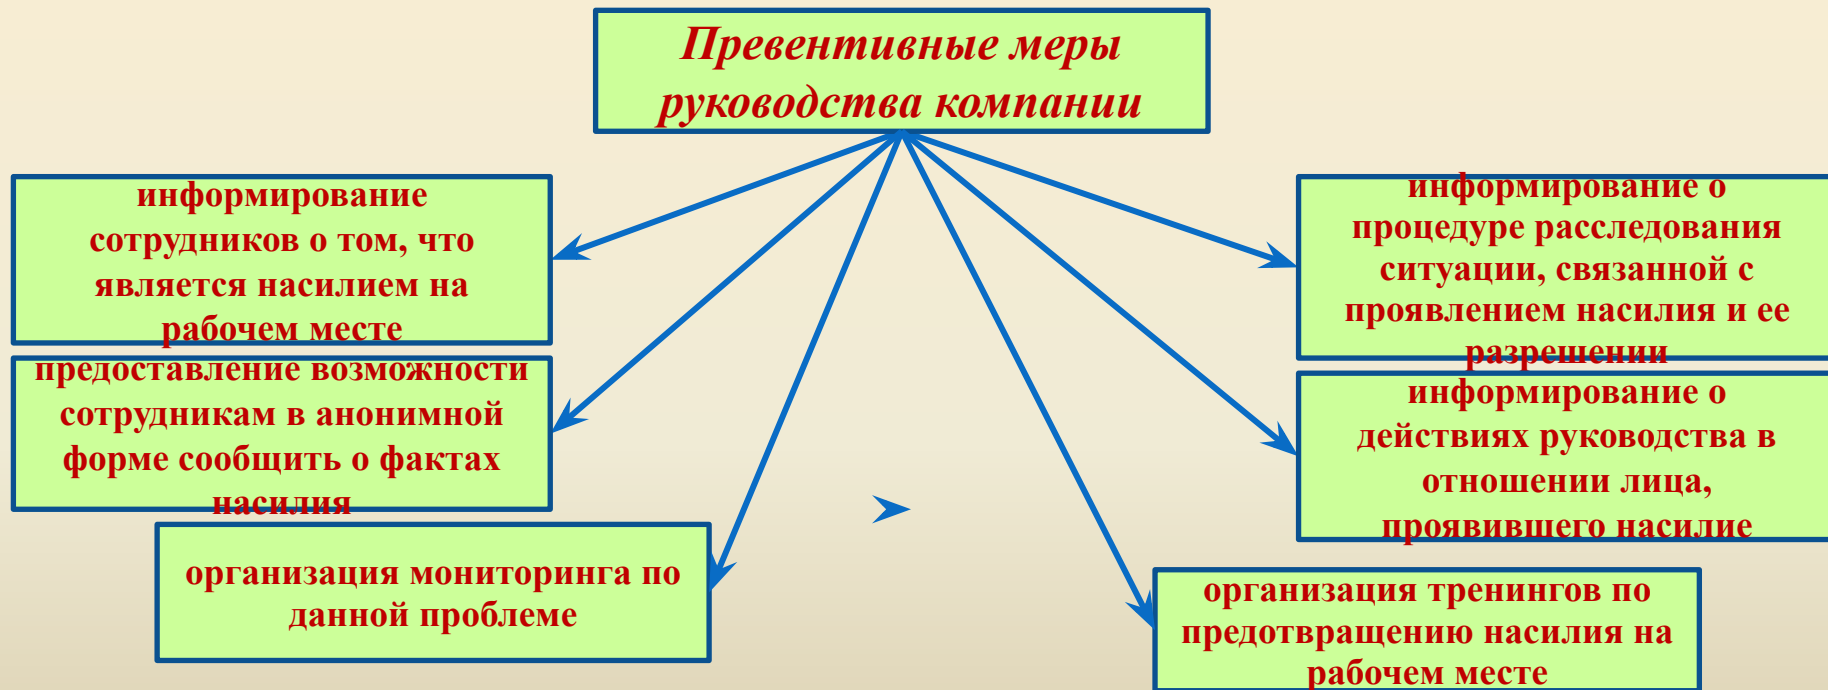 Превентивные меры
руководства компании
информирование
сотрудников о том, что
является насилием на
рабочем месте
предоставление возможности
сотрудникам в анонимной
форме сообщить о фактах
насилия
организация мониторинга по
данной проблеме
информирование о
процедуре расследования
ситуации, связанной с
проявлением насилия и ее
разрешении
информирование о
действиях руководства в
отношении лица,
проявившего насилие
организация тренингов по
предотвращению насилия на
рабочем месте